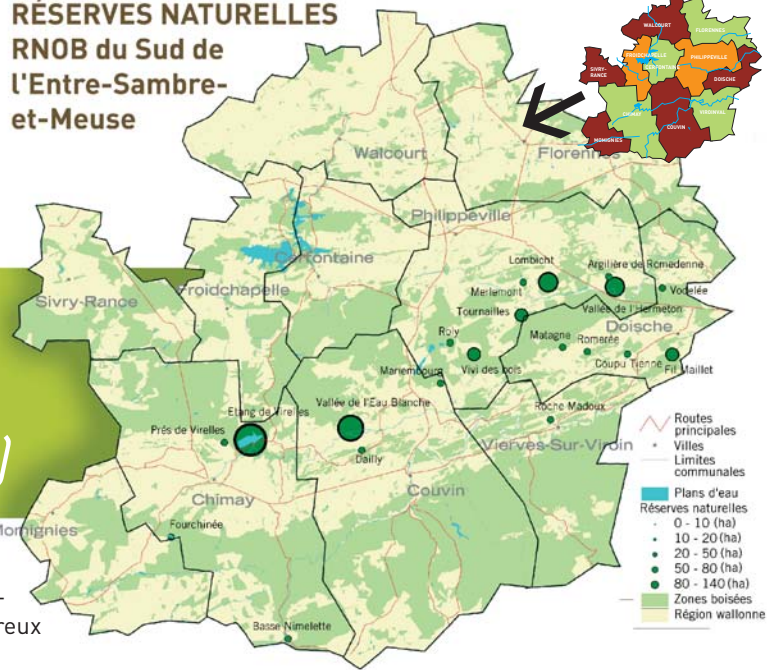 RÉSERVES NATURELLES
RNOB du Sud de
l'Entre-Sambre-
et-Meuse
WALCOURT
FLORENNES
FROIDCHAPELLE
CERFONTAINE
PHILIPPEVILLE
SIVRY-
RANCE
DOISCHE
CHIMAY
VIROINVAL
COUVIN
MOMIGNIES
Walcourt
Florennes
Philippeville
Cerfontaine
Lombicht
Argilière de Romedenne
Sivry-Rance
Froidchapelle
Merlemont
Vodelée
Tournailles
Vallée de l'Hermeton
Doische
Roly
Matagne
Romerée
Mariembourg
Vivi des bois
Coupu Tienne
Fil Maillet
Vallée de l'Eau Blanche
Etang de Virelles
Roche Madoux
Prés de Virelles
Vierves-Sur-Viroin
Dailly
Chimay
Couvin
Momignies
Fourchinée
Basse Nimelette
Routes
principales
Villes
Limites
communales
Plans d'eau
Réserves naturelles
0 - 10 (ha)
10 - 20 (ha)
20 - 50 (ha)
50 - 80 (ha)
80 - 140 (ha)
Zones boisées
Région wallonne
reux